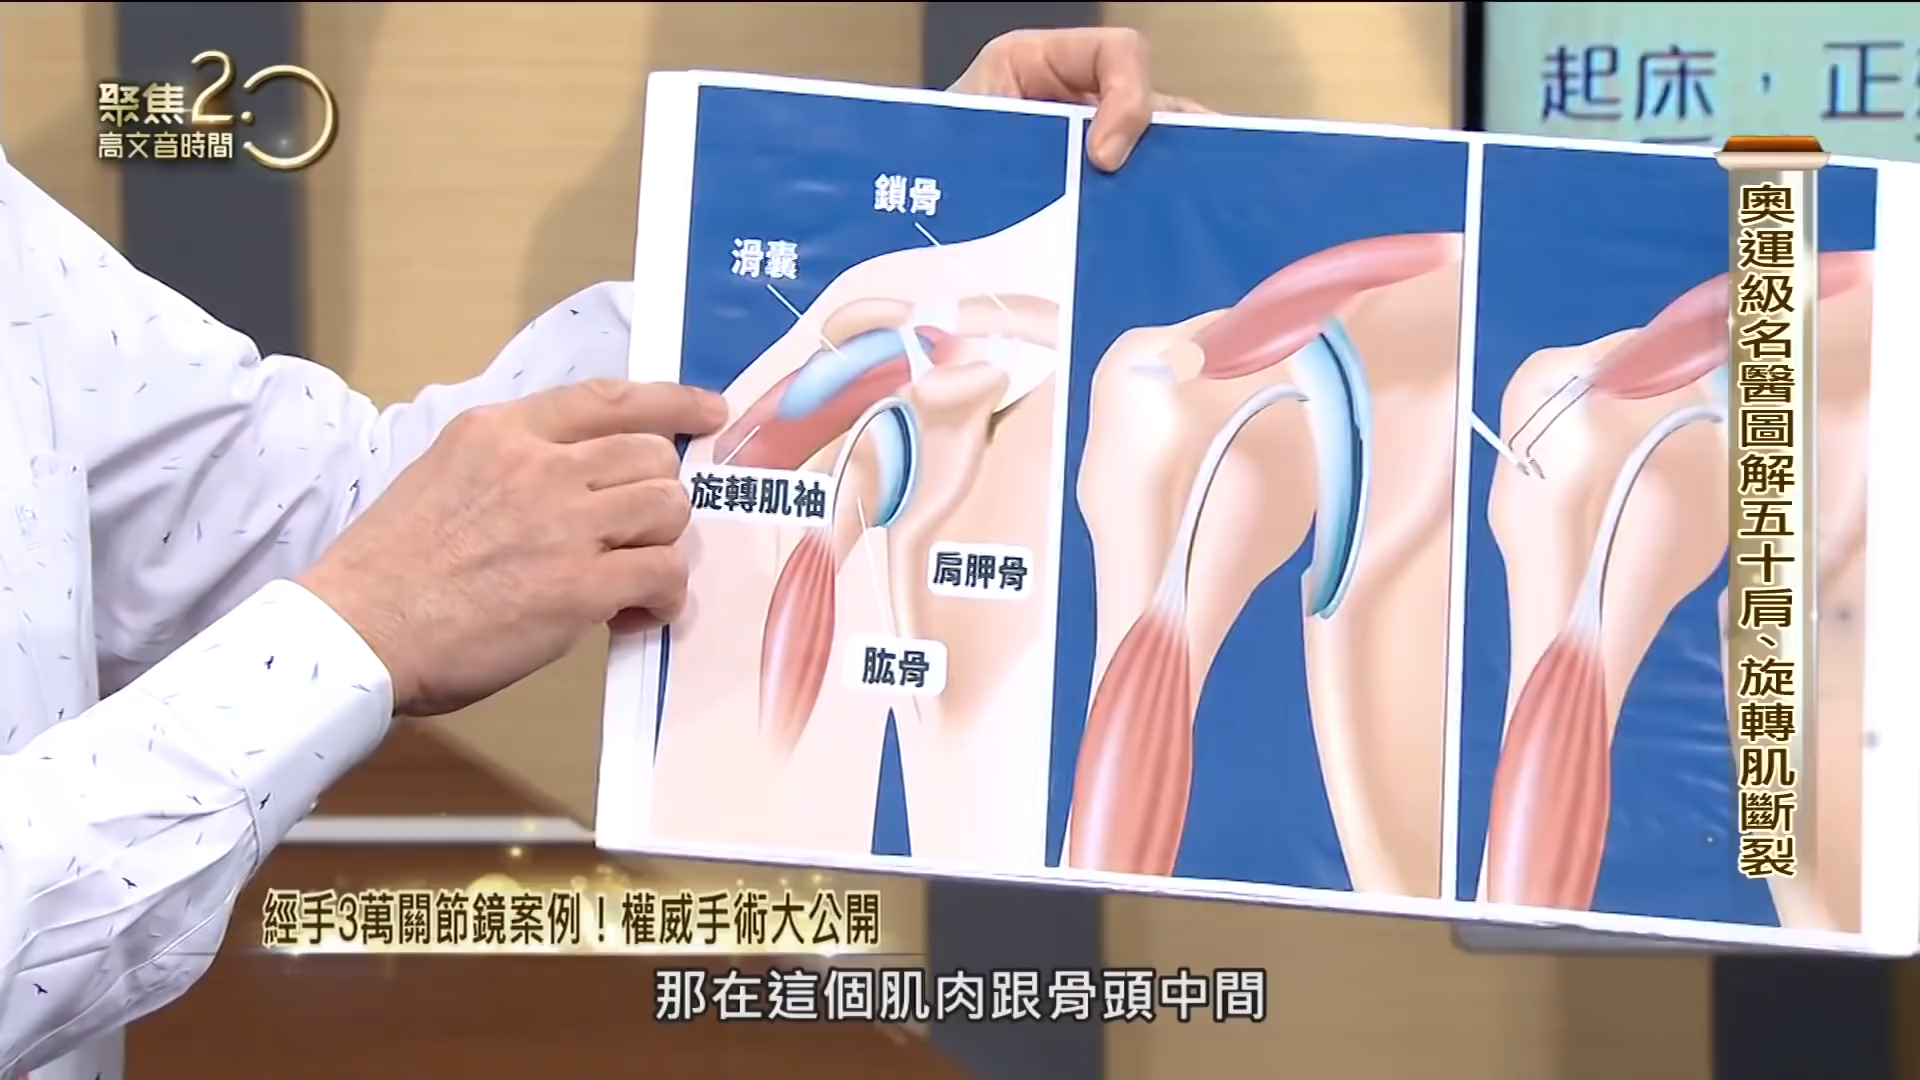 聚焦2.0
高文音時間
起床，正
鎖骨
滑囊
旋轉肌袖
肩胛骨
肱骨
奧運級名醫圖解五十肩、旋轉肌斷裂
經手3萬關節鏡案例！權威手術大公開
那在這個肌肉跟骨頭中間